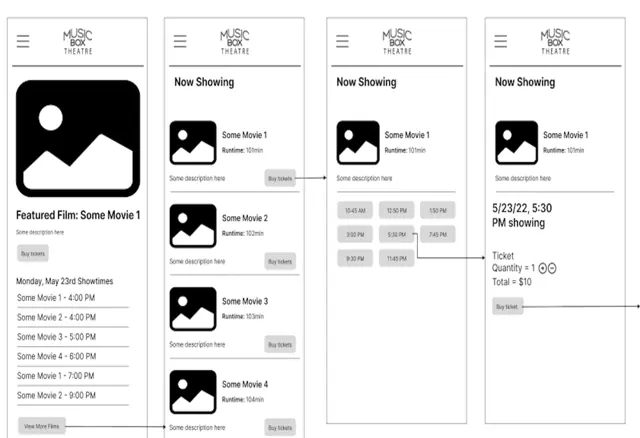 MUSIC
BOX
THEATRE
Featured Film: Some Movie 1
Some description here
Buy tickets
Monday, May 23rd Showtimes
Some Movie 1 - 4:00 PM
Some Movie 2 - 4:00 PM
Some Movie 3 - 5:00 PM
Some Movie 4 - 6:00 PM
Some Movie 1 - 7:00 PM
Some Movie 2 - 9:00 PM
View More Films
MUSIC
BOX
THEATRE
Now Showing
Some Movie 1
Runtime: 101min
Some description here
Buy tickets
Some Movie 2
Runtime: 102min
Some description here
Buy tickets
Some Movie 3
Runtime: 103min
Some description here
Buy tickets
Some Movie 4
Runtime: 104min
Some description here
Buy tickets
MUSIC
BOX
THEATRE
Now Showing
Some Movie 1
Runtime: 101min
Some description here
10:45 AM 12:50 PM 1:50 PM
3:00 PM 5:30 PM 7:45 PM
9:30 PM 11:45 PM
MUSIC
BOX
THEATRE
Now Showing
Some Movie 1
Runtime: 101min
Some description here
5/23/22, 5:30
PM showing
Ticket
Quantity = 1
Total = $10
Buy ticket